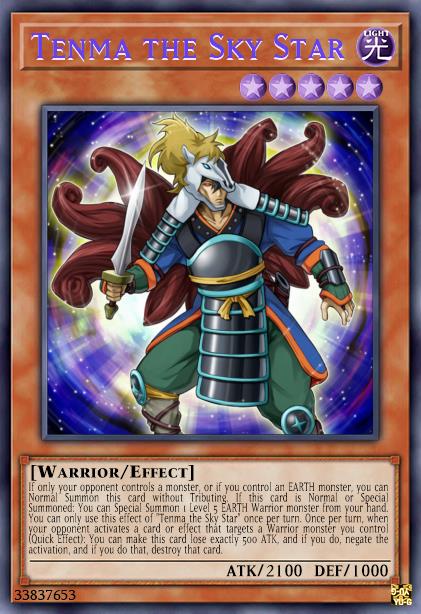 Tenma the Sky Star
LIGHT
光
[Warrior/Effect]
If only your opponent controls a monster, or if you control an EARTH monster, you can
Normal Summon this card without Tributing. If this card is Normal or Special
Summoned: You can Special Summon 1 Level 5 EARTH Warrior monster from your hand.
You can only use this effect of "Tenma the Sky Star" once per turn. Once per turn, when
your opponent activates a card or effect that targets a Warrior monster you control
(Quick Effect): You can make this card lose exactly 500 ATK, and if you do, negate the
activation, and if you do that, destroy that card.
ATK/2100 DEF/1000
33837653